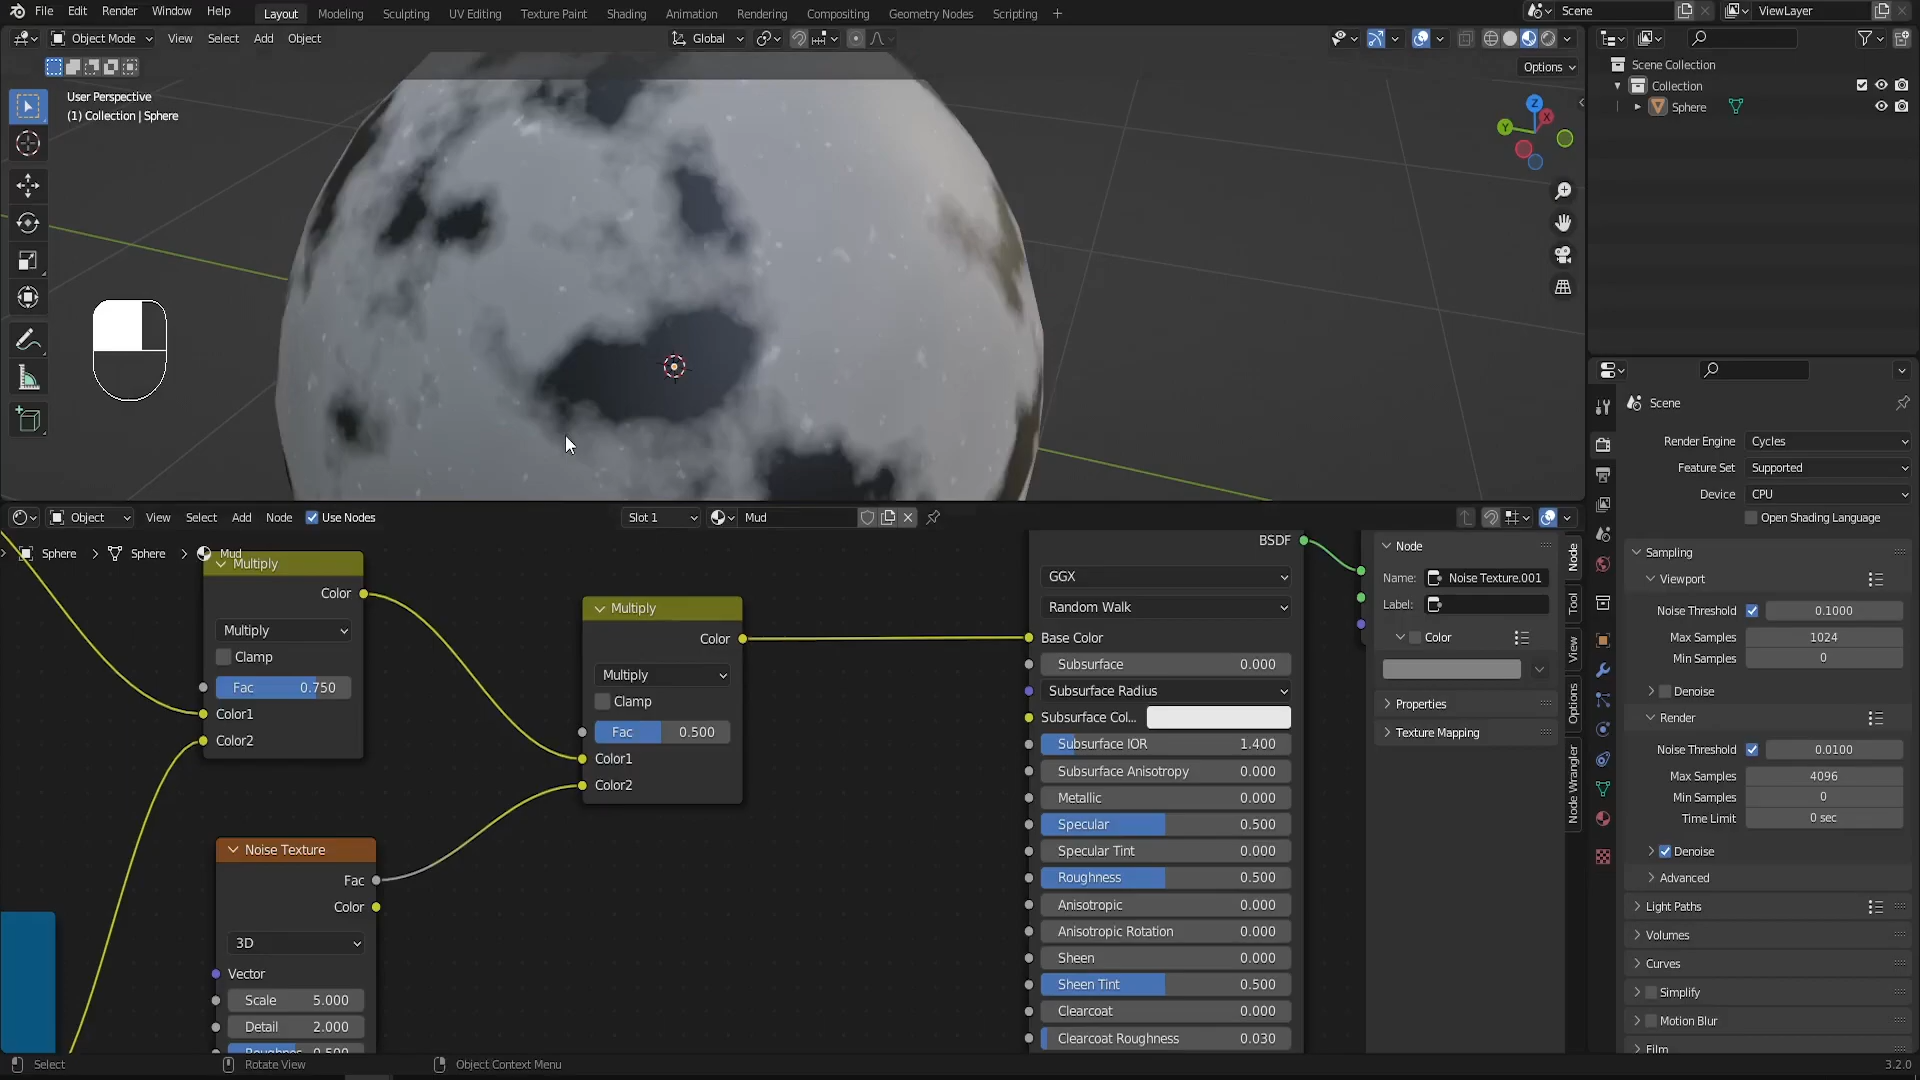 File Edit Render Window Help
Layout Modeling Sculpting UV Editing Texture Paint Shading Animation Rendering Compositing Geometry Nodes Scripting +
Scene
ViewLayer
Object Mode View Select Add Object
Global
Options
User Perspective
(1) Collection | Sphere
Z
X
Y
Scene Collection
Collection
Sphere
Scene
Render Engine Cycles
Feature Set Supported
Device CPU
Open Shading Language
Sampling
Viewport
Noise Threshold 0.1000
Max Samples 1024
Min Samples 0
Denoise
Render
Noise Threshold 0.0100
Max Samples 4096
Min Samples 0
Time Limit 0 sec
Denoise
Advanced
Light Paths
Volumes
Curves
Simplify
Motion Blur
Film
Object View Select Add Node Use Nodes
Slot 1
Mud
Sphere > Sphere > Mud
Multiply
Color
Multiply
Clamp
Fac 0.750
Color1
Color2
Noise Texture
Fac
Color
3D
Vector
Scale 5.000
Detail 2.000
Roughnes 0.500
Multiply
Color
Multiply
Clamp
Fac 0.500
Color1
Color2
BSDF
GGX
Random Walk
Base Color
Subsurface 0.000
Subsurface Radius
Subsurface Col...
Subsurface IOR 1.400
Subsurface Anisotropy 0.000
Metallic 0.000
Specular 0.500
Specular Tint 0.000
Roughness 0.500
Anisotropic 0.000
Anisotropic Rotation 0.000
Sheen 0.000
Sheen Tint 0.500
Clearcoat 0.000
Clearcoat Roughness 0.030
Node
Name: Noise Texture.001
Label:
Color
Properties
Texture Mapping
Node
Tool
View
Options
Node Wrangler
Select
Rotate View
Object Context Menu
3.2.0